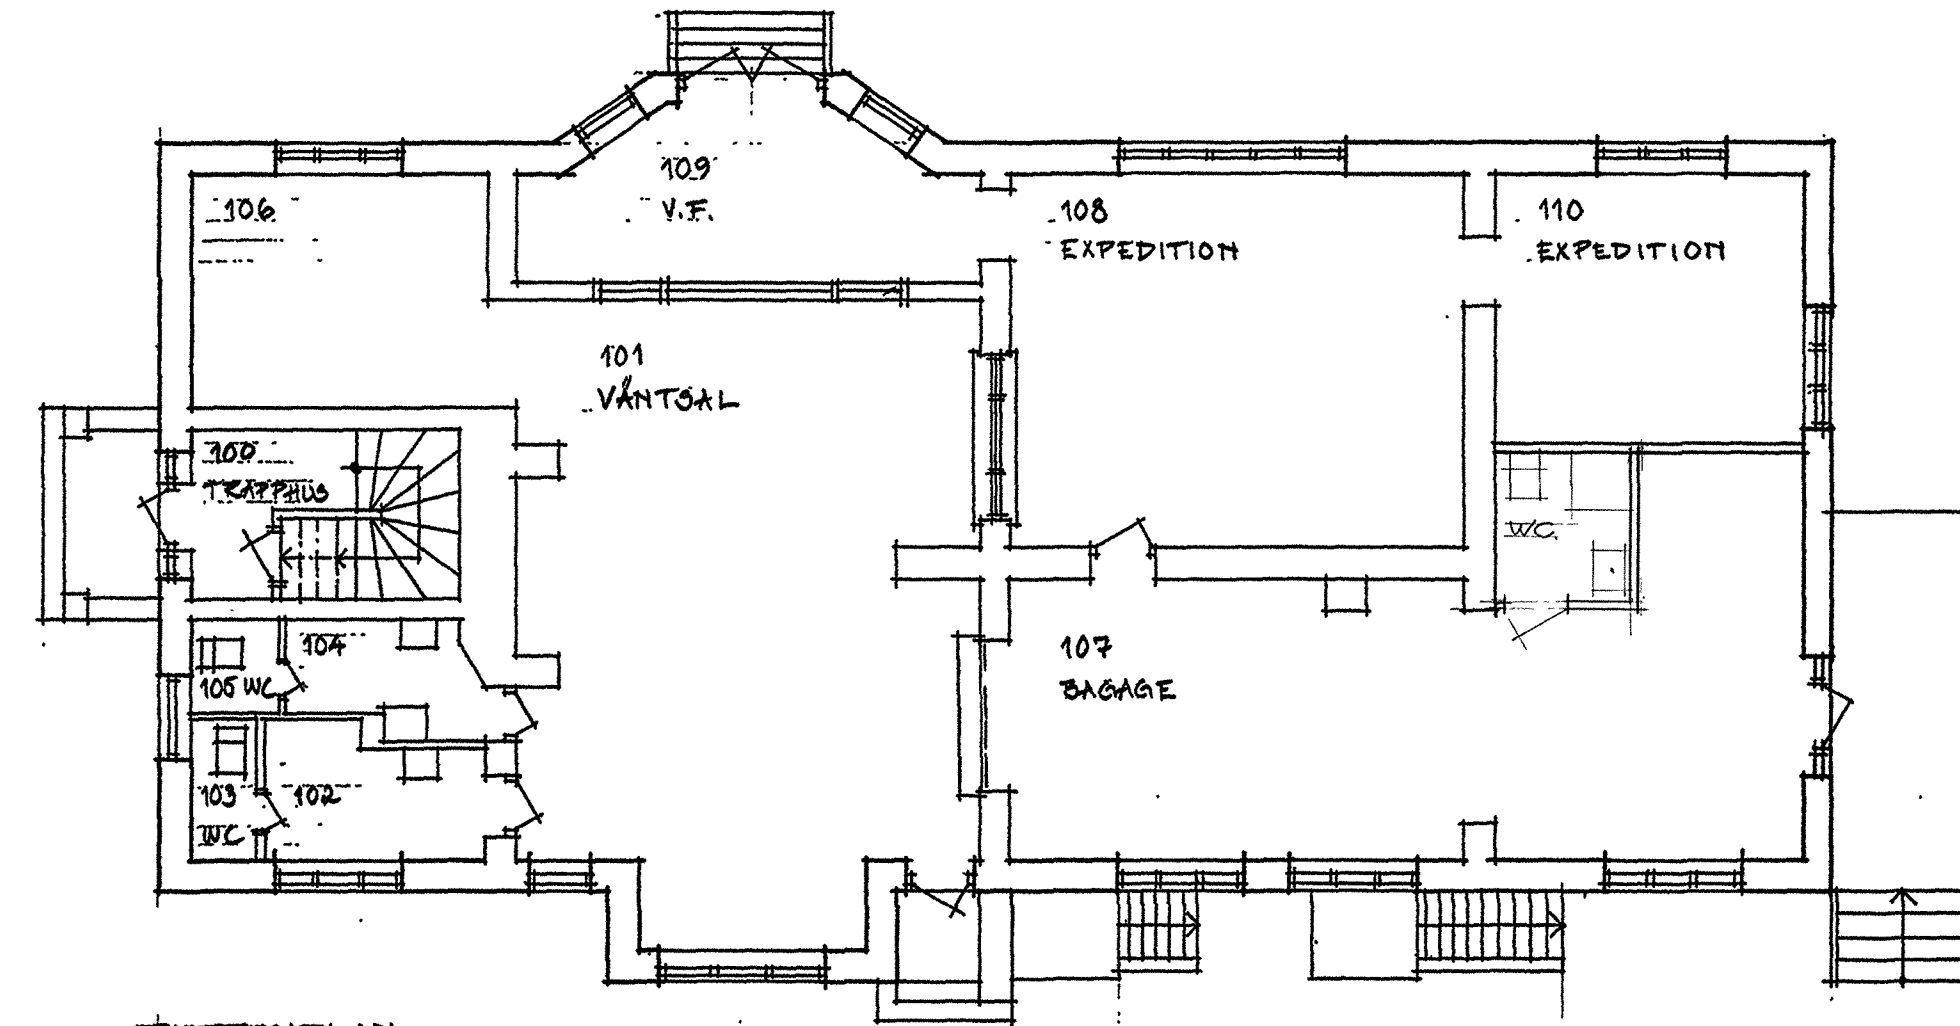 109
V.F.
106
108
EXPEDITION
110
EXPEDITION
101
VÄNTSAL
100
TRAPPHUS
W.C.
104
105 WC
107
BAGAGE
103
WC
102